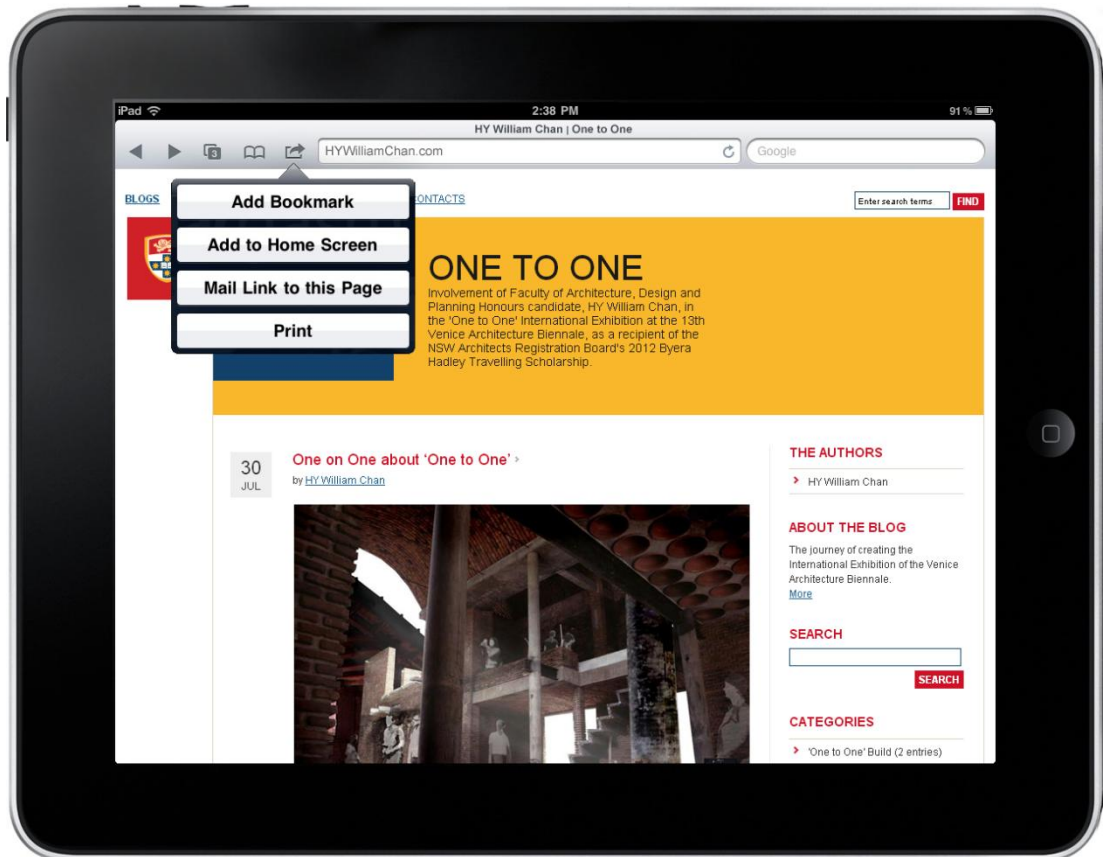 iPad
2:38 PM
91 %
HY William Chan | One to One
3
HYWilliamChan.com
Google
BLOGS
CONTACTS
Enter search terms
FIND
Add Bookmark
Add to Home Screen
Mail Link to this Page
Print
ONE TO ONE
Involvement of Faculty of Architecture, Design and
Planning Honours candidate, HY William Chan, in
the 'One to One' International Exhibition at the 13th
Venice Architecture Biennale, as a recipient of the
NSW Architects Registration Board's 2012 Byera
Hadley Travelling Scholarship.
30
JUL
One on One about ‘One to One’ ›
by HY William Chan
THE AUTHORS
HY William Chan
ABOUT THE BLOG
The journey of creating the
International Exhibition of the Venice
Architecture Biennale.
More
SEARCH
SEARCH
CATEGORIES
'One to One' Build (2 entries)